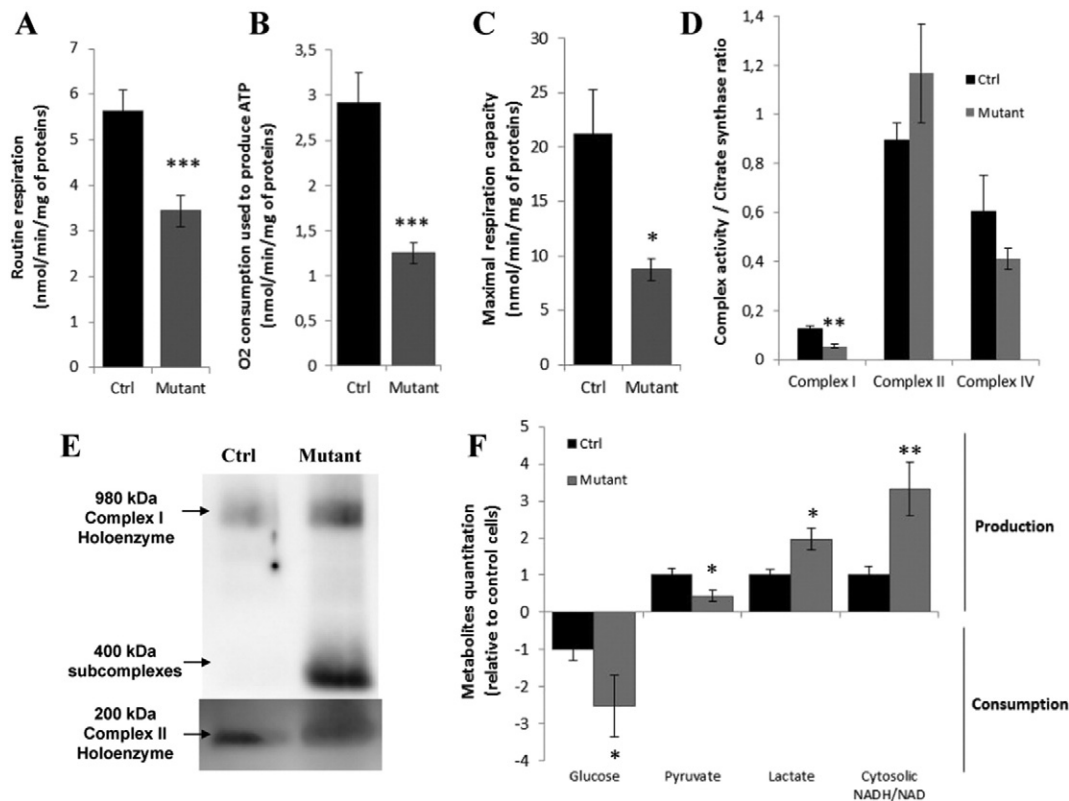 A
Routine respiration
(nmol/min/mg of proteins)
7
6
5
4
3
2
1
0
***
Ctrl Mutant
B
O2 consumption used to produce ATP
(nmol/min/mg of proteins)
3,5
3
2,5
2
1,5
1
0,5
0
***
Ctrl Mutant
C
Maximal respiration capacity
(nmol/min/mg of proteins)
30
25
20
15
10
5
0
*
Ctrl Mutant
D
Complex activity / Citrate synthase ratio
1,4
1,2
1
0,8
0,6
0,4
0,2
0
Ctrl
Mutant
**
Complex I Complex II Complex IV
E
Ctrl Mutant
980 kDa
Complex I
Holoenzyme
400 kDa
subcomplexes
200 kDa
Complex II
Holoenzyme
F
Metabolites quantitation
(relative to control cells)
5
4
3
2
1
0
-1
-2
-3
-4
Ctrl
Mutant
*
*
*
**
Glucose Pyruvate Lactate Cytosolic
NADH/NAD
Production
Consumption